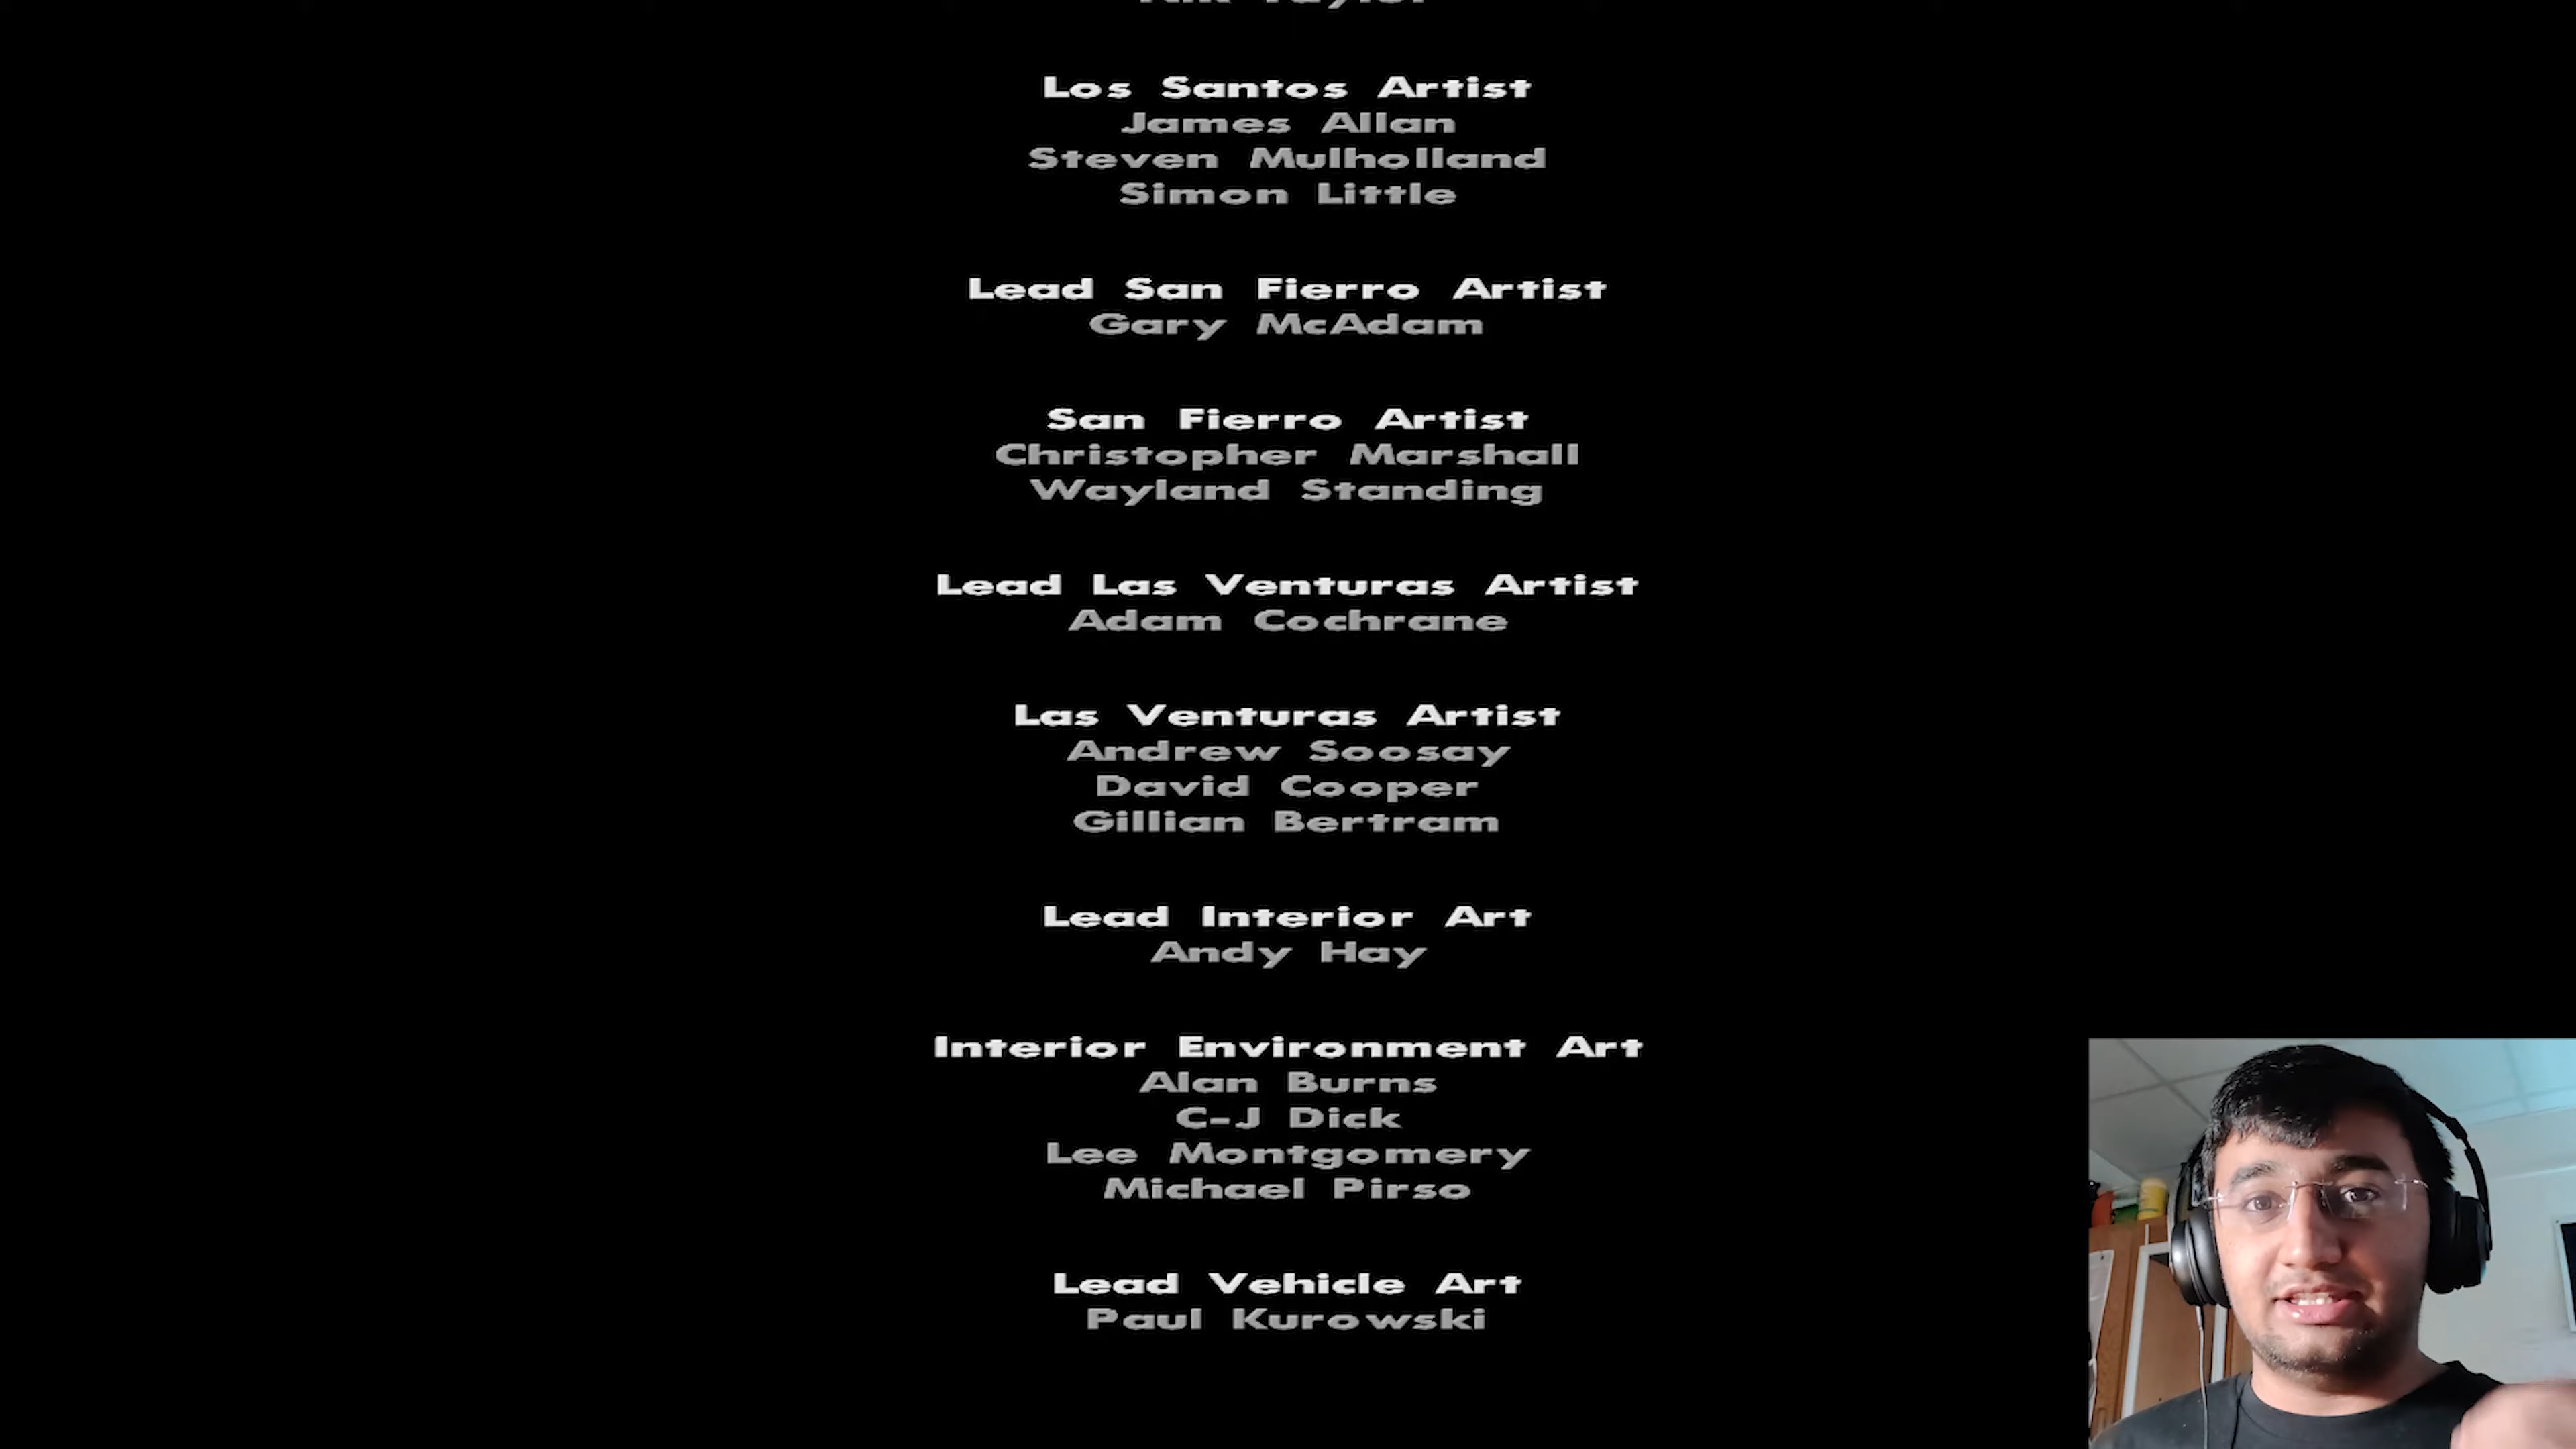 Los Santos Artist
James Allan
Steven Mulholland
Simon Little
Lead San Fierro Artist
Gary McAdam
San Fierro Artist
Christopher Marshall
Wayland Standing
Lead Las Venturas Artist
Adam Cochrane
Las Venturas Artist
Andrew Soosay
David Cooper
Gillian Bertram
Lead Interior Art
Andy Hay
Interior Environment Art
Alan Burns
C-J Dick
Lee Montgomery
Michael Pirso
Lead Vehicle Art
Paul Kurowski